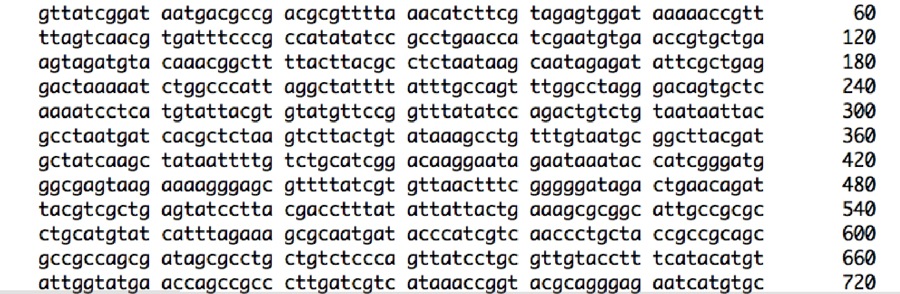 gttatcggat aatgacgccg acgcgtttta aacatcttcg tagagtggat aaaaaccgtt 60
ttagtcaacg tgatttcccg ccatatatcc gcctgaacca tcgaatgtga accgtgctga 120
agtagatgta caaacggctt ttacttacgc ctctaataag caatagagat attcgctgag 180
gactaaaaat ctggcccatt aggctatttt atttgccagt ttggcctagg gacagtgctc 240
aaaatcctca tgtattacgt gtatgttccg gtttatatcc agactgtctg taataattac 300
gcctaatgat cacgctctaa gtcttactgt ataaagcctg tttgtaatgc ggcttacgat 360
gctatcaagc tataattttg tctgcatcgg acaaggaata gaataaatac catcgggatg 420
ggcgagtaag aaaagggagc gttttatcgt gttaactttc gggggataga ctgaacagat 480
tacgtcgctg agtatcctta cgacctttat attattactg aaagcgcggc attgccgcgc 540
ctgcatgtat catttagaaa gcgcaatgat acccatcgtc aaccctgcta ccgccgcagc 600
gccgccagcg atagcgcctg ctgtctccca gttatcctgc gttgtacctt tcatacatgt 660
attggtatga accagccgcc cttgatcgtc ataaaccggt acgcagggag aatcatgtgc 720